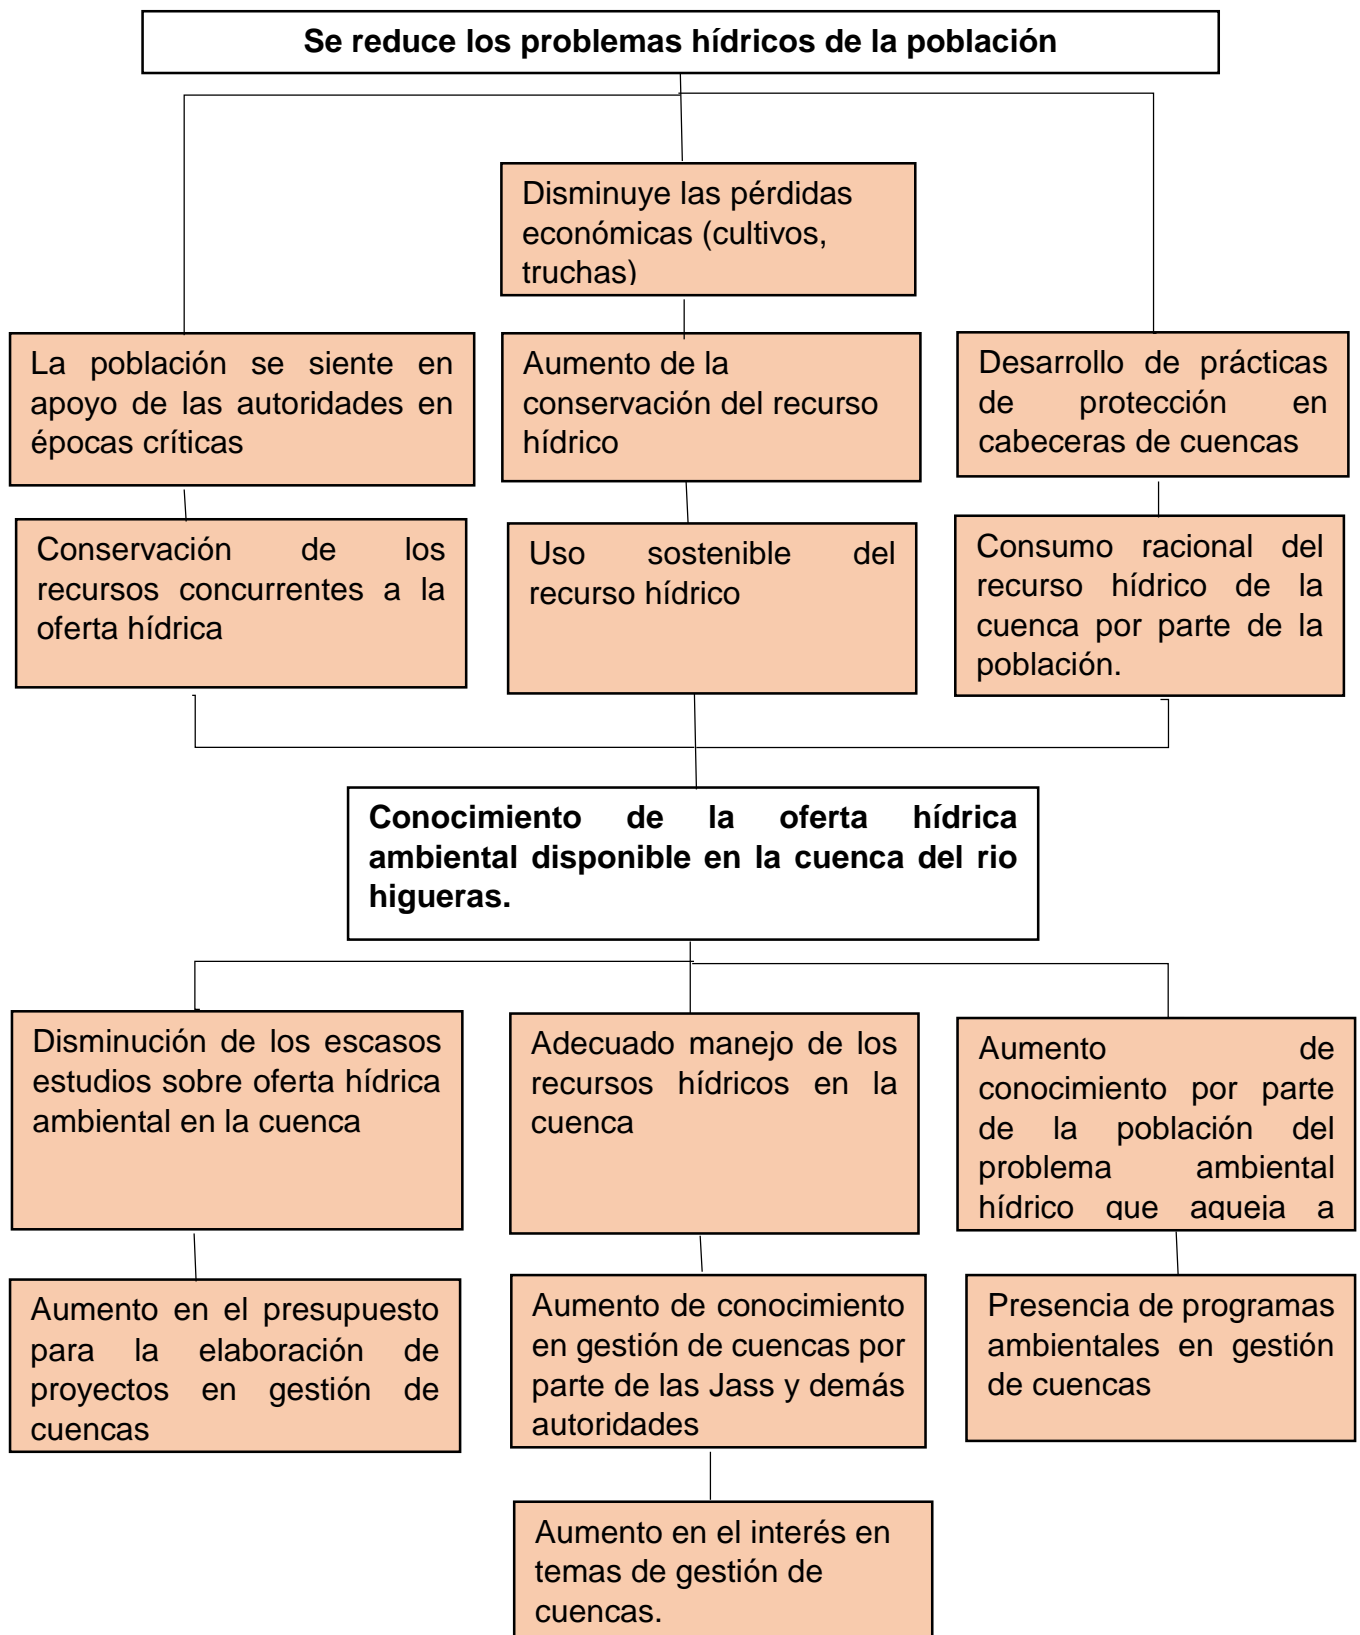 Se reduce los problemas hídricos de la población
Disminuye las pérdidas
económicas (cultivos,
truchas)
La población se siente en
apoyo de las autoridades en
épocas críticas
Aumento de la
conservación del recurso
hídrico
Desarrollo de prácticas
de protección en
cabeceras de cuencas
Conservación de los
recursos concurrentes a la
oferta hídrica
Uso sostenible del
recurso hídrico
Consumo racional del
recurso hídrico de la
cuenca por parte de la
población.
Conocimiento de la oferta hídrica
ambiental disponible en la cuenca del rio
higueras.
Disminución de los escasos
estudios sobre oferta hídrica
ambiental en la cuenca
Adecuado manejo de los
recursos hídricos en la
cuenca
Aumento de
conocimiento por parte
de la población del
problema ambiental
hídrico que aqueja a
Aumento en el presupuesto
para la elaboración de
proyectos en gestión de
cuencas
Aumento de conocimiento
en gestión de cuencas por
parte de las Jass y demás
autoridades
Presencia de programas
ambientales en gestión
de cuencas
Aumento en el interés en
temas de gestión de
cuencas.